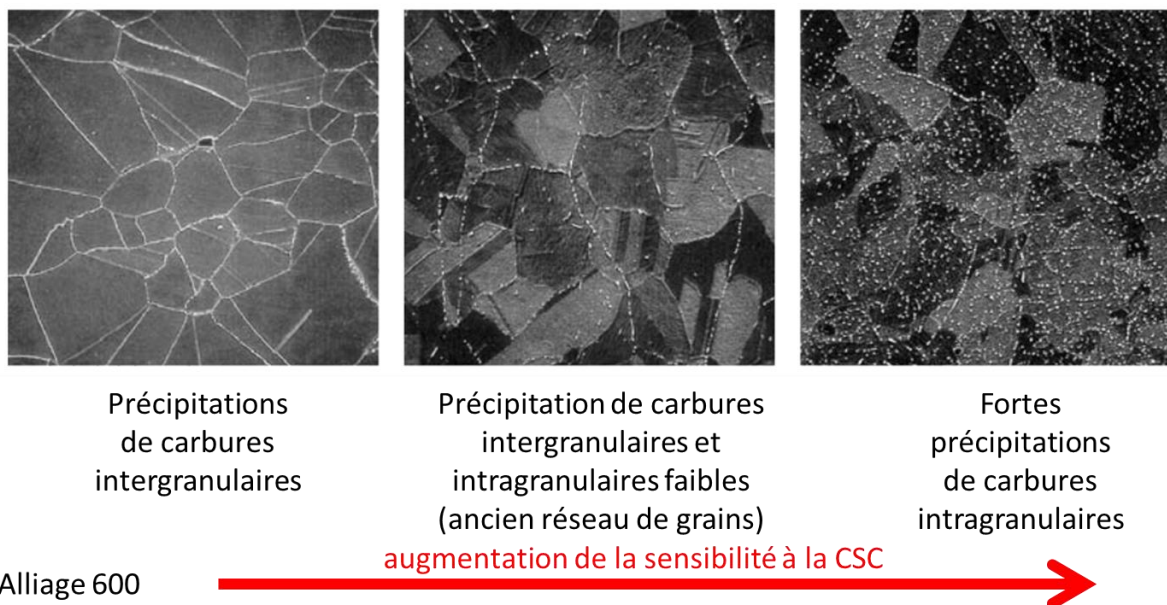 Précipitations
de carbures
intergranulaires
Précipitation de carbures
intergranulaires et
intragranulaires faibles
(ancien réseau de grains)
Fortes
précipitations
de carbures
intragranulaires
augmentation de la sensibilité à la CSC
Alliage 600